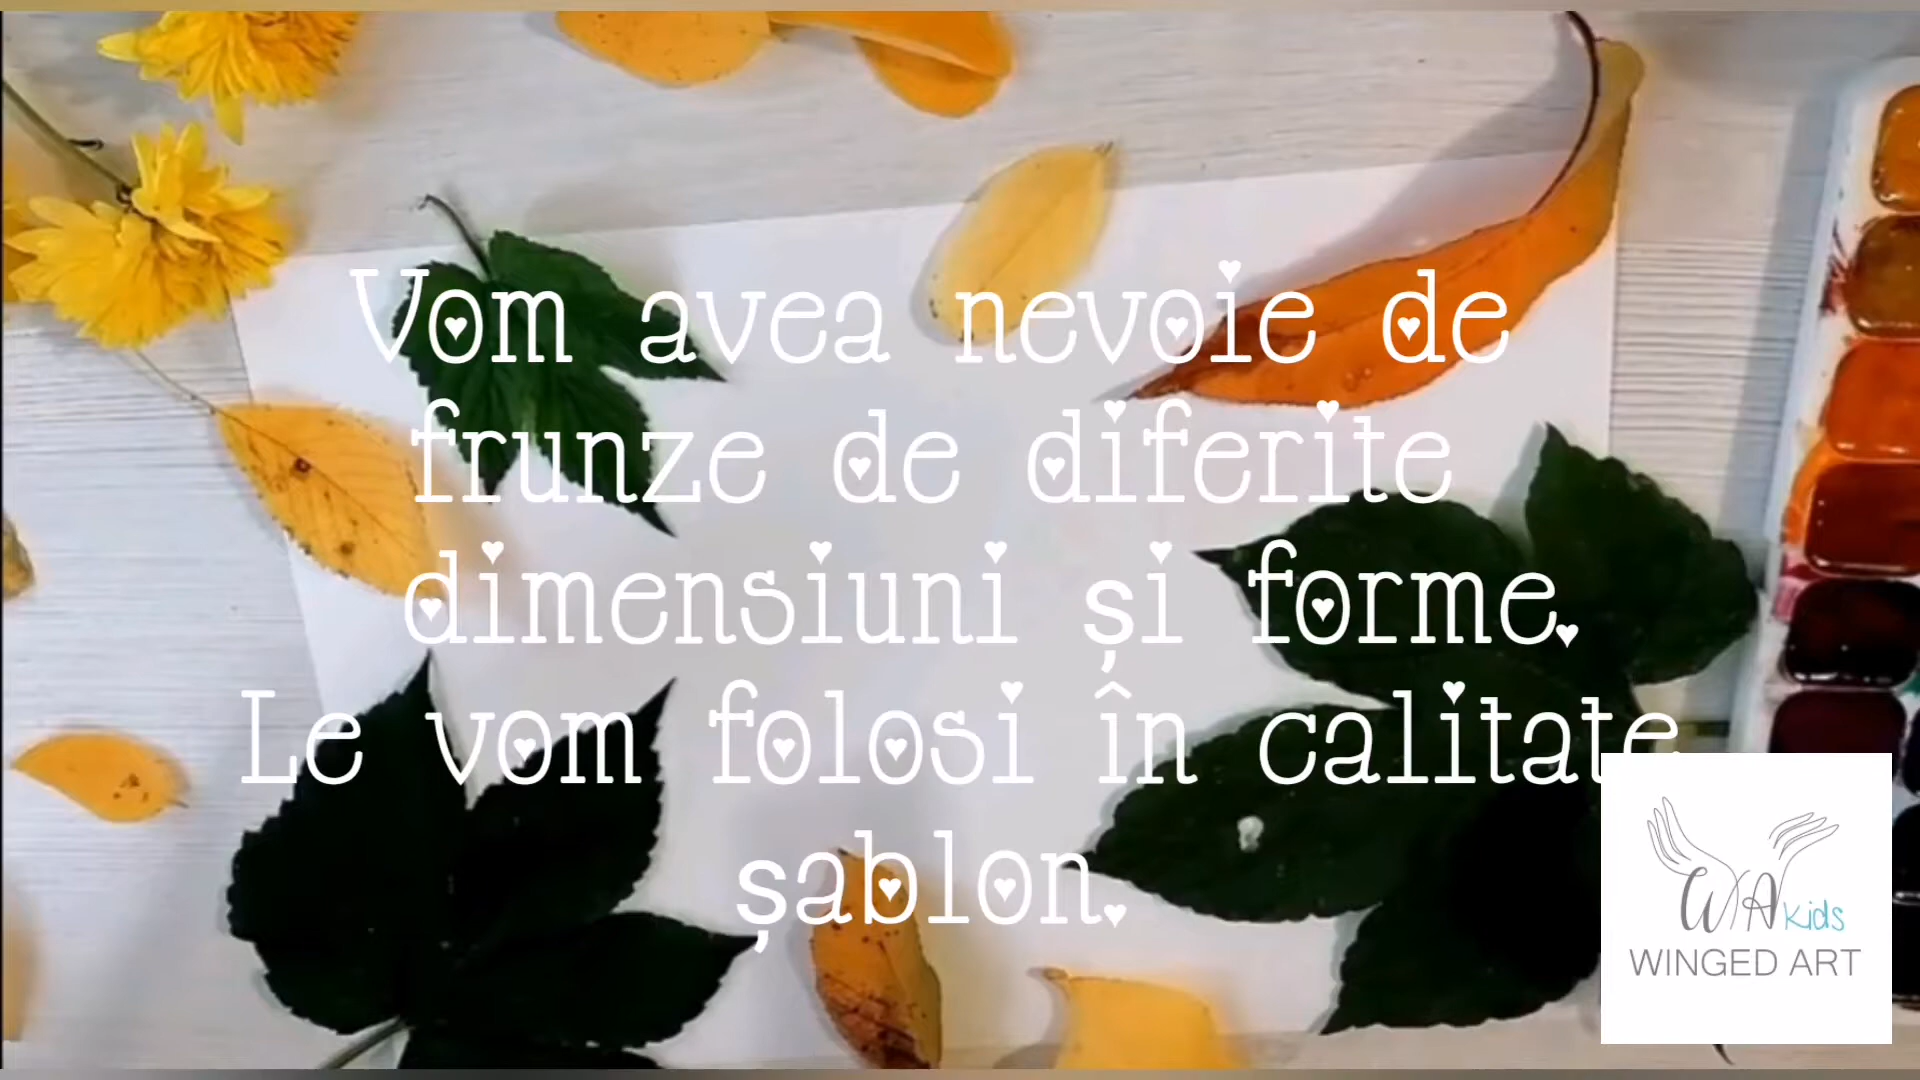 Vom avea nevoie de
frunze de diferite
dimensiuni și forme.
Le vom folosi în calitate
șablon.
WA Kids
WINGED ART